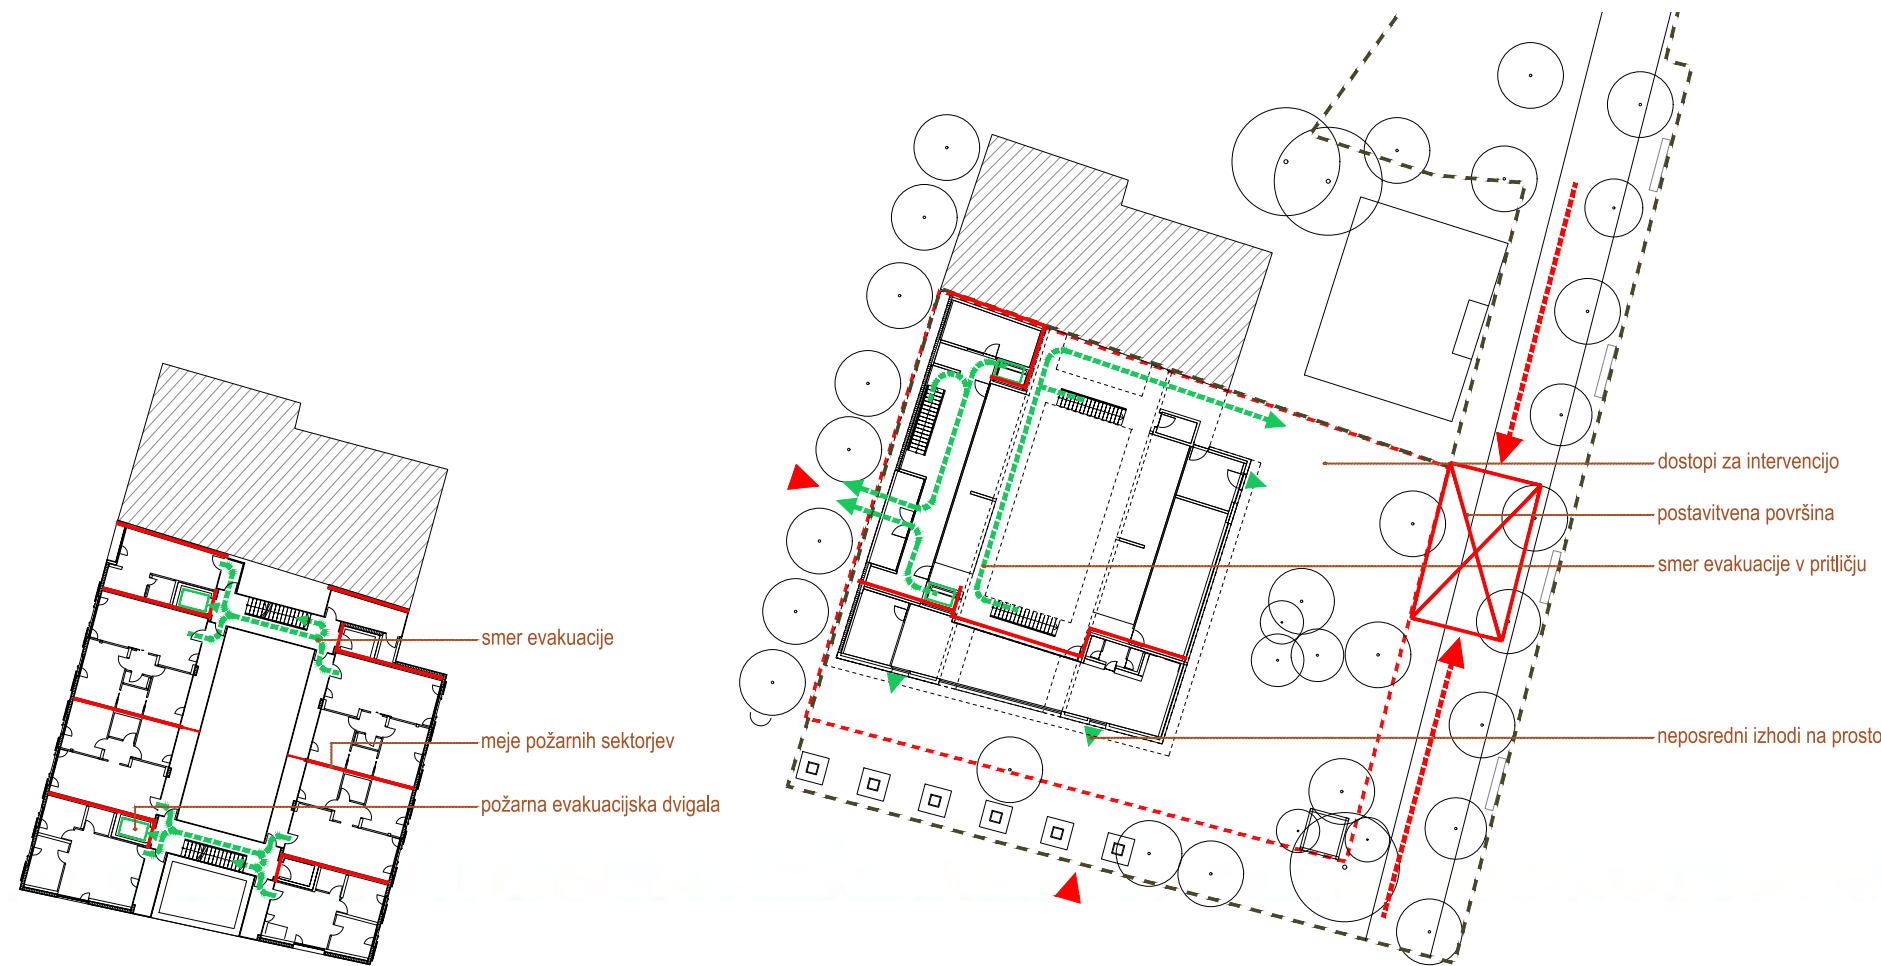 smer evakuacije
meje požarnih sektorjev
požarna evakuacijska dvigala
dostopi za intervencijo
postavitvena površina
smer evakuacije v pritličju
neposredni izhodi na prosto